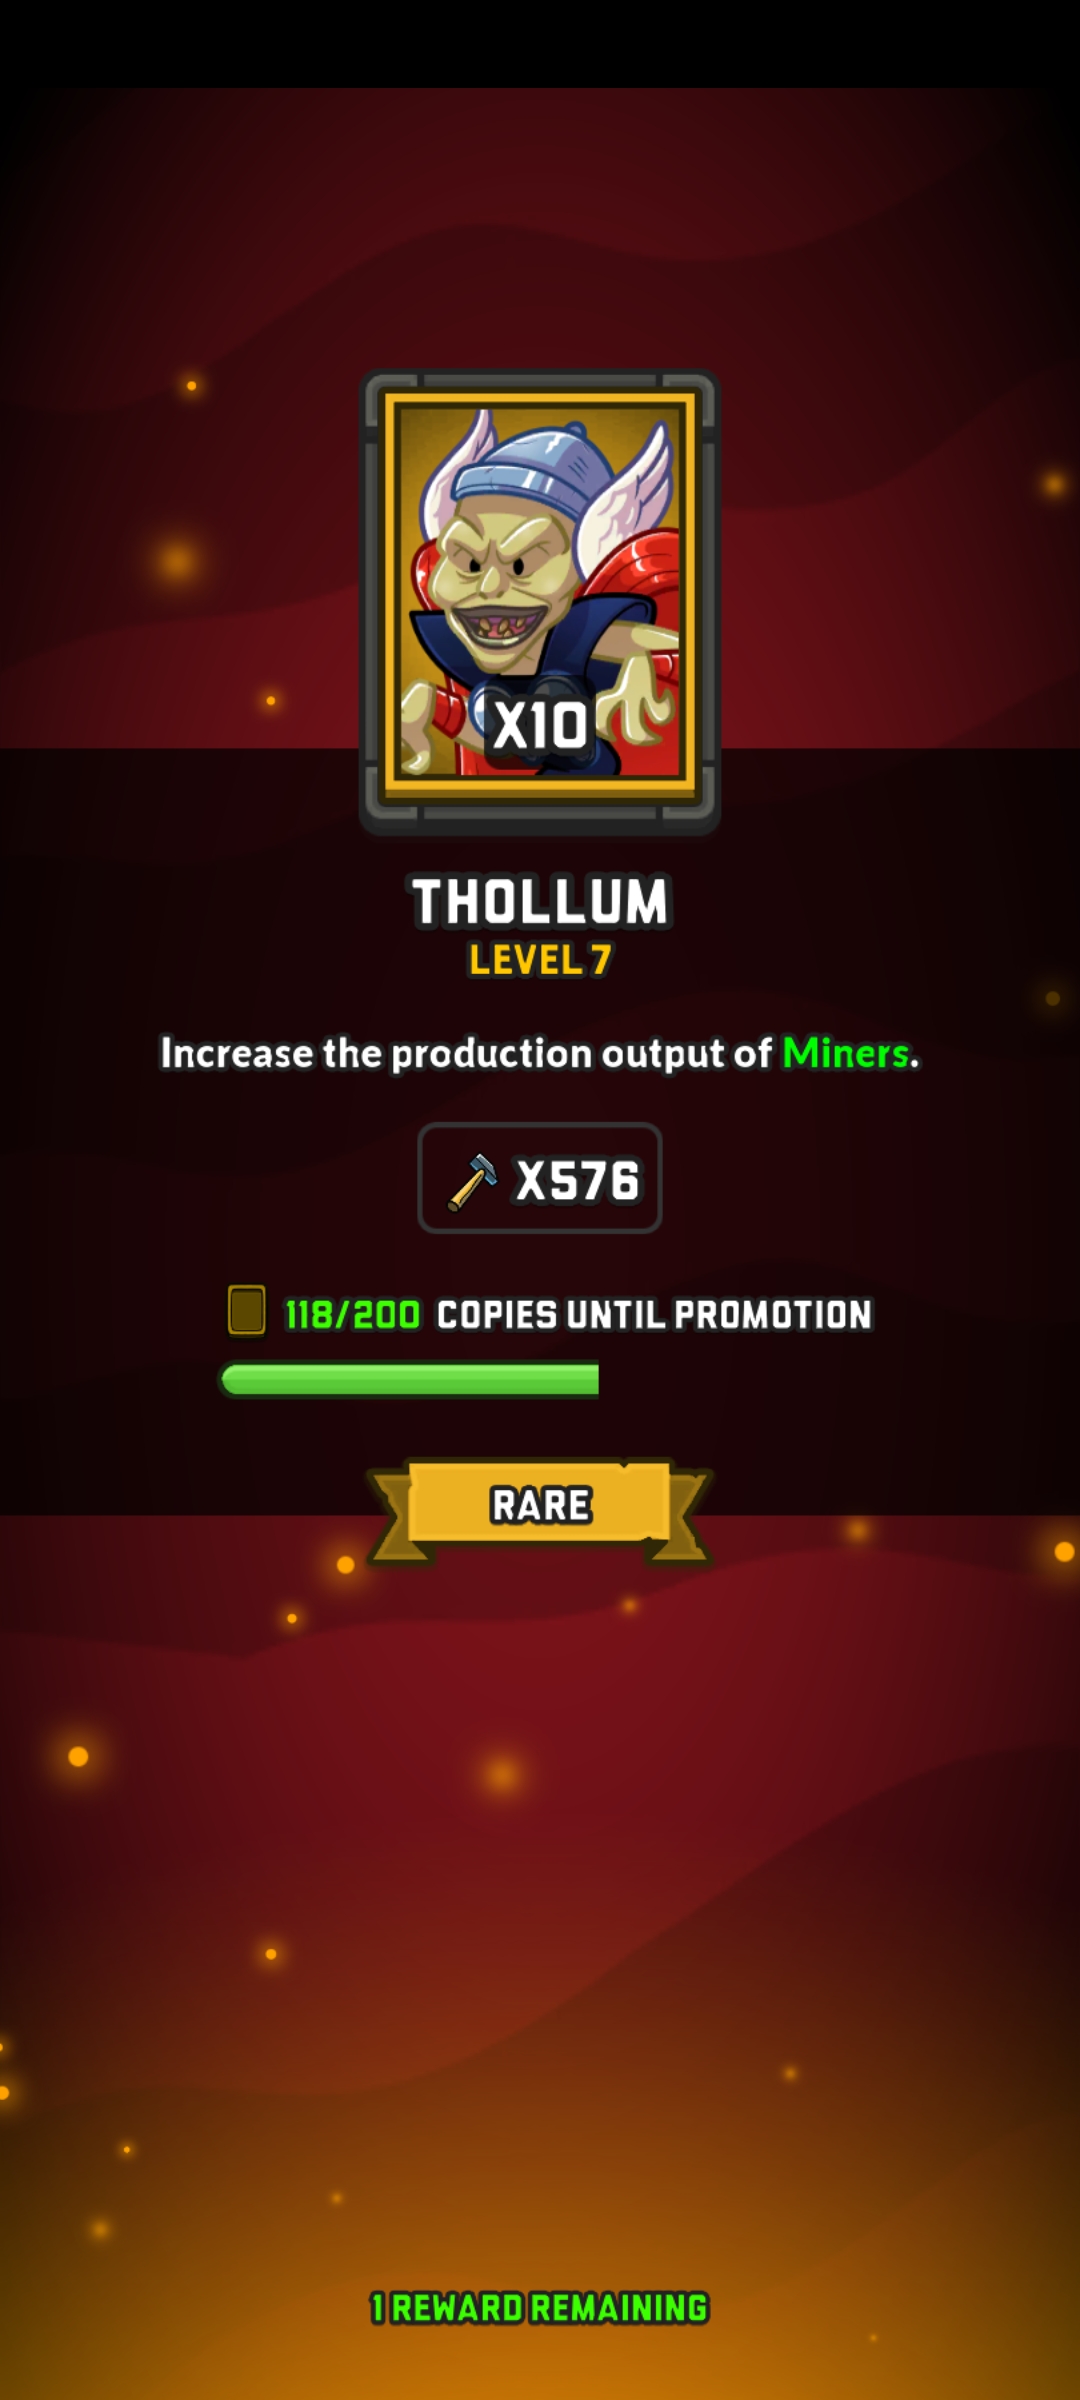 X10
THOLLUM
LEVEL 7
Increase the production output of Miners.
X576
118/200 COPIES UNTIL PROMOTION
RARE
1 REWARD REMAINING